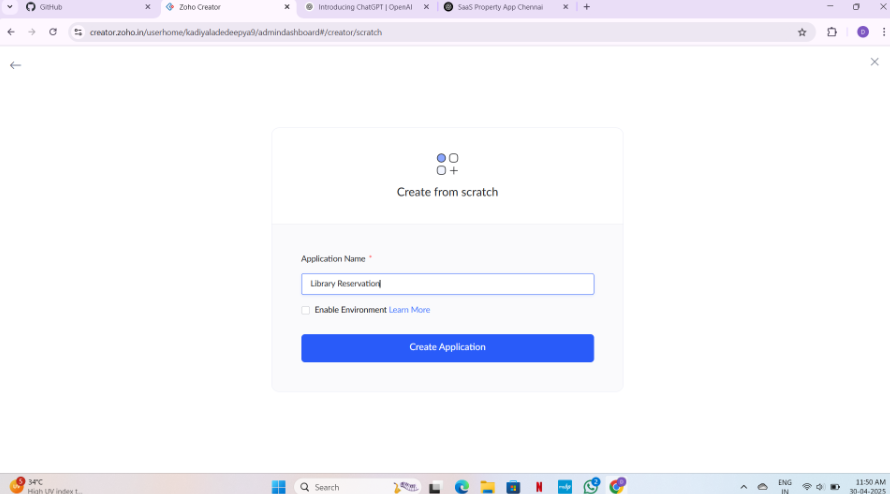 GitHub
Zoho Creator
Introducing ChatGPT | OpenAI
SaaS Property App Chennai
creator.zoho.in/userhome/kadiyaladedeepya9/admindashboard#/creator/scratch
D
Create from scratch
Application Name *
Library Reservation
Enable Environment Learn More
Create Application
5
34°C
High UV index t...
Search
N
2
ENG
IN
11:50 AM
30-04-2025